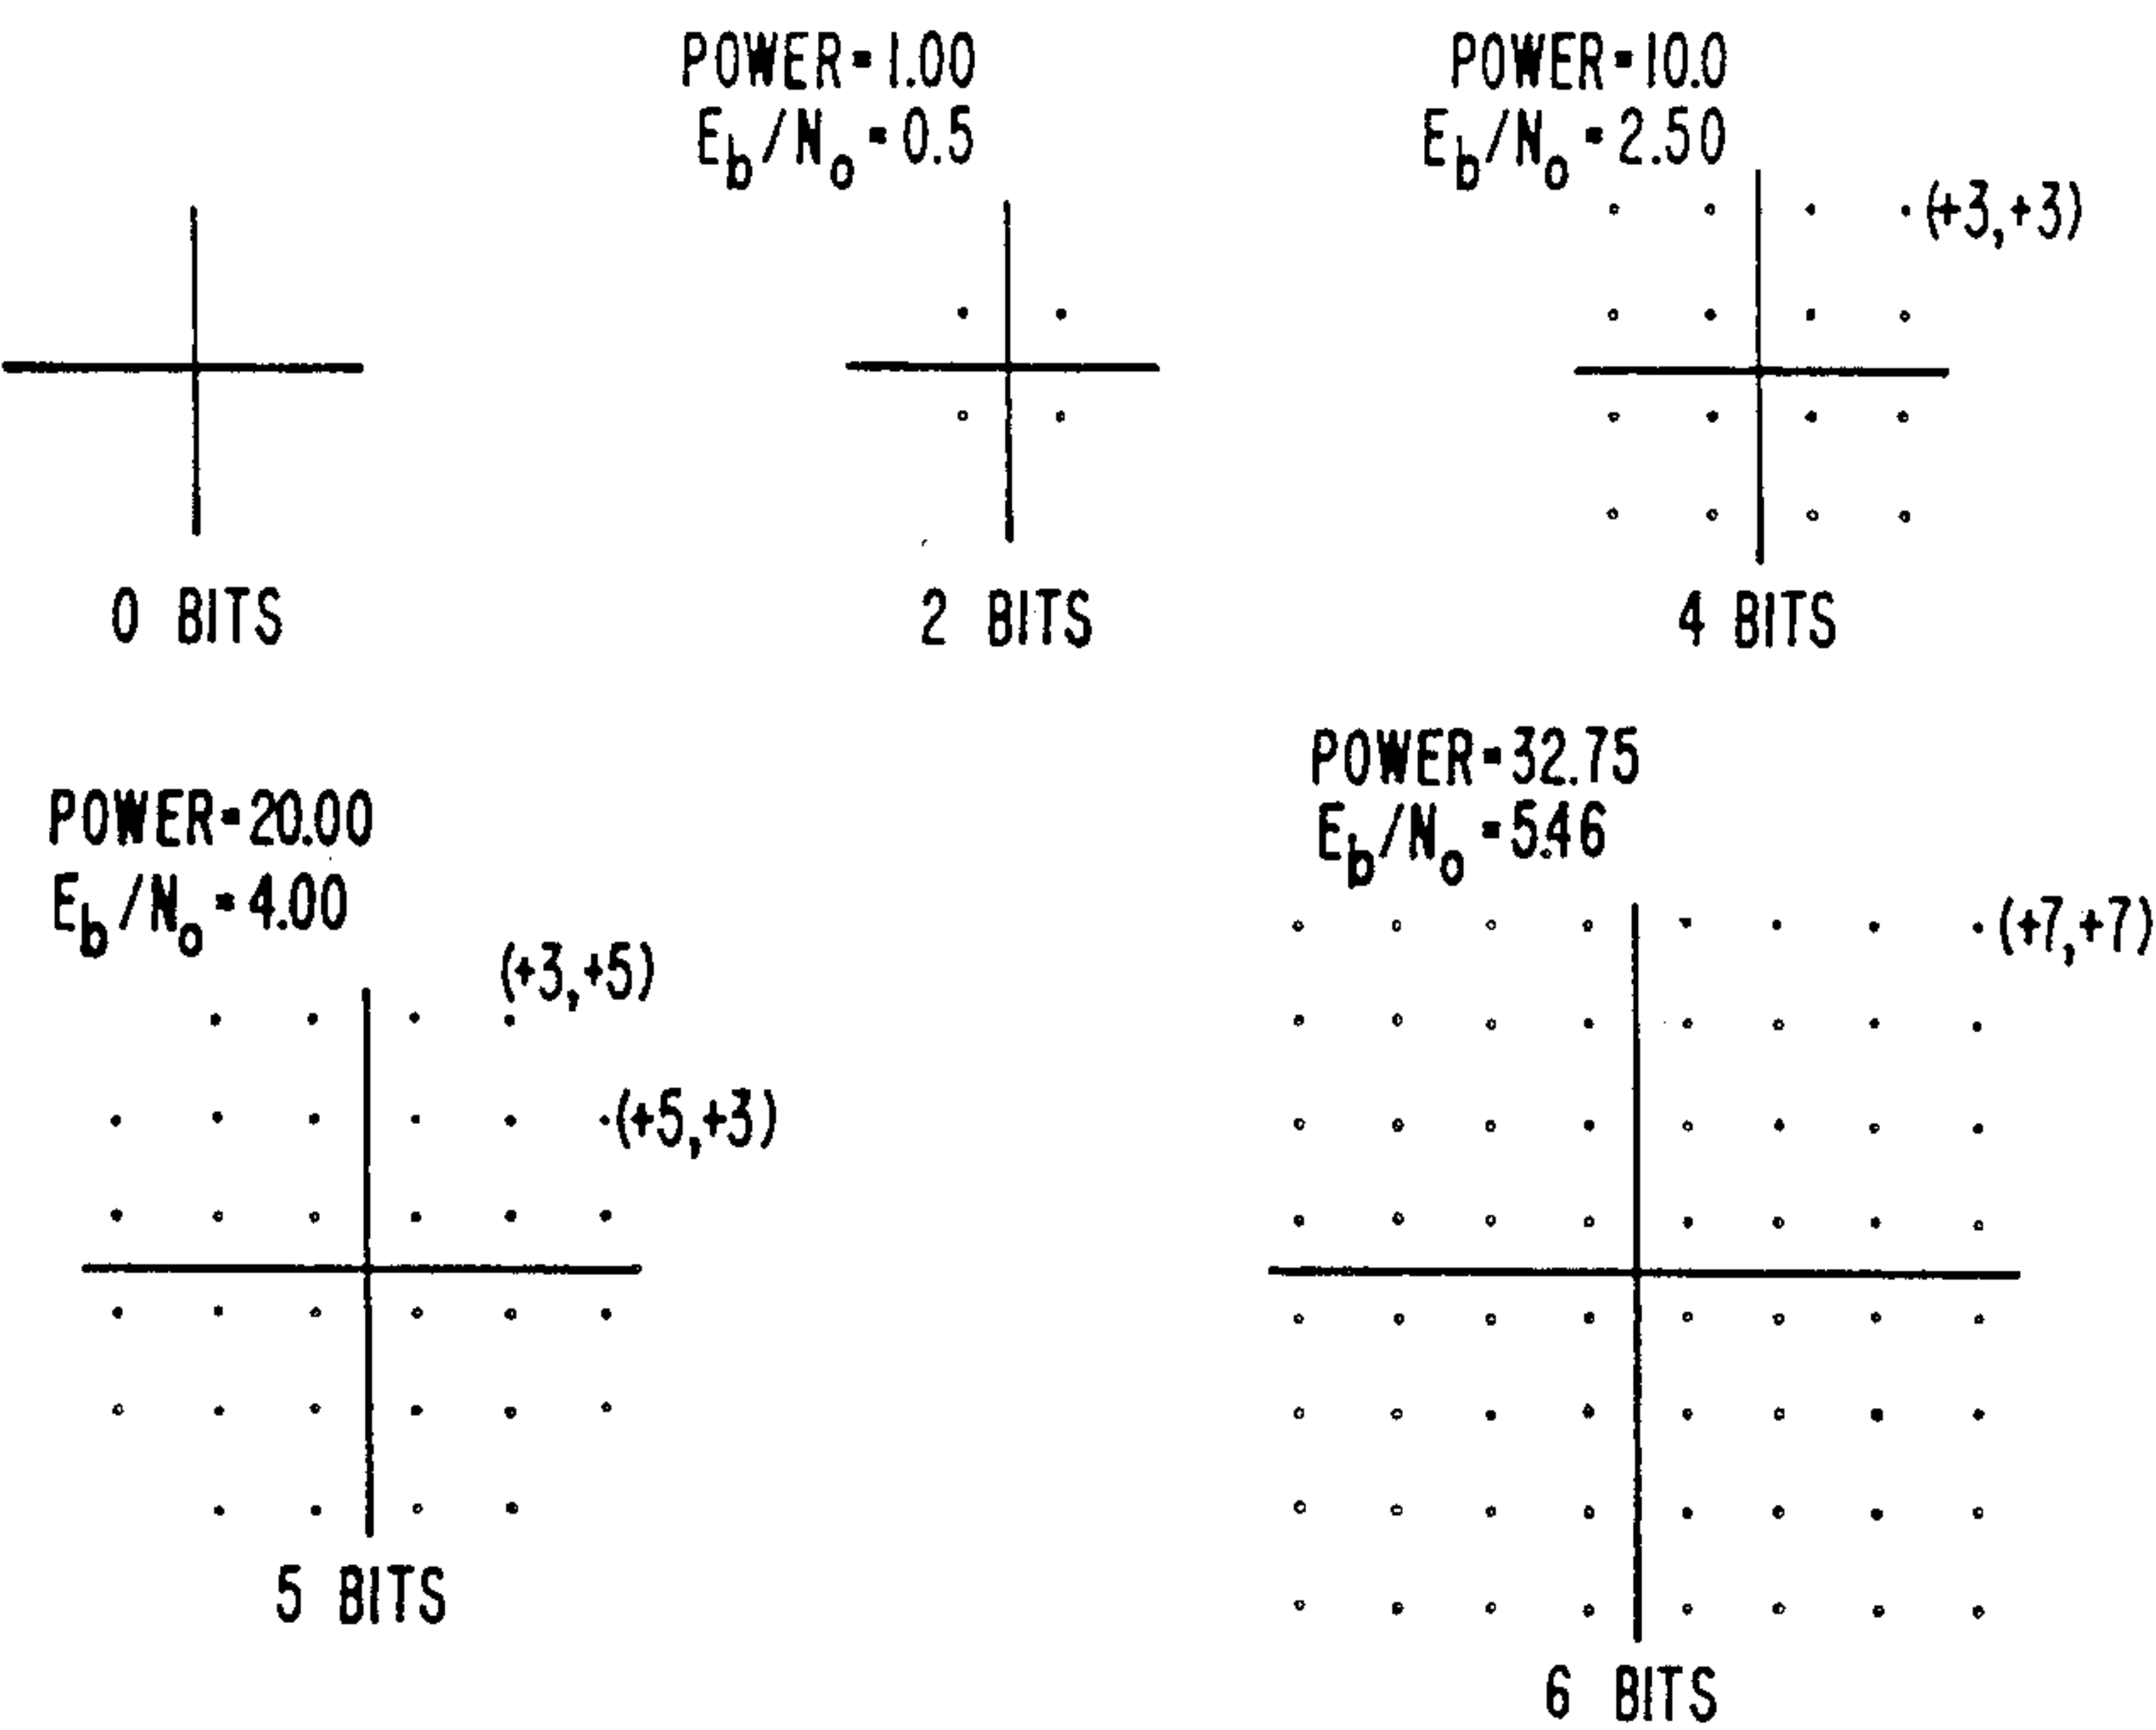 POWER=1.00
Eb/No=0.5
POWER=10.0
Eb/No=2.50
(+3,+3)
0 BITS
2 BITS
4 BITS
POWER=20.00
Eb/No=4.00
(+3,+5)
(+5,+3)
5 BITS
POWER=32.75
Eb/No=5.46
(+7,+7)
6 BITS